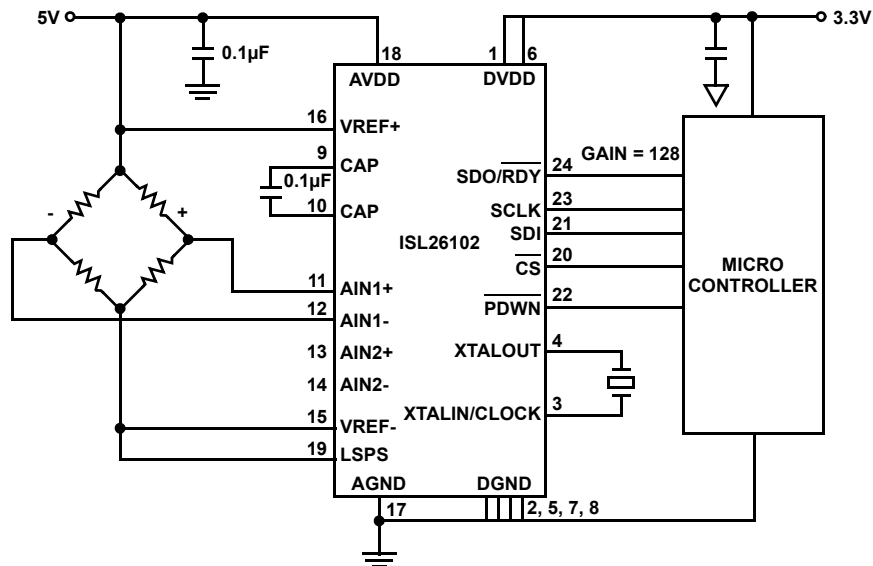 5V
3.3V
0.1µF
18
1
6
AVDD
DVDD
16
VREF+
9
CAP
0.1µF
10
CAP
GAIN = 128
SDO/RDY
24
SCLK
23
SDI
21
ISL26102
CS
20
MICRO
CONTROLLER
-
+
11
AIN1+
12
AIN1-
PDWN
22
13
AIN2+
XTALOUT
4
14
AIN2-
15
VREF-
XTALIN/CLOCK
3
19
LSPS
AGND
DGND
17
2, 5, 7, 8